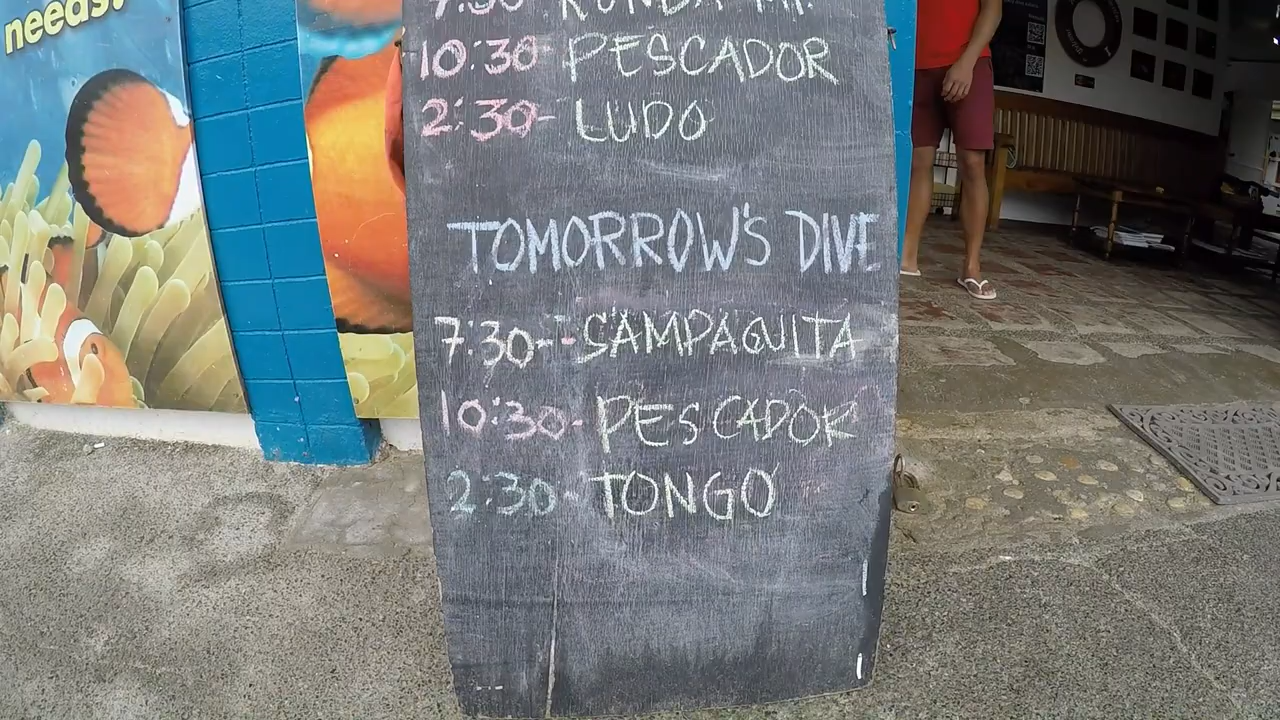 needs?
10:30- PESCADOR
2:30- LUDO
TOMORROW'S DIVE
7:30-- SAMPAGUITA
10:30- PESCADOR
2:30- TONGO